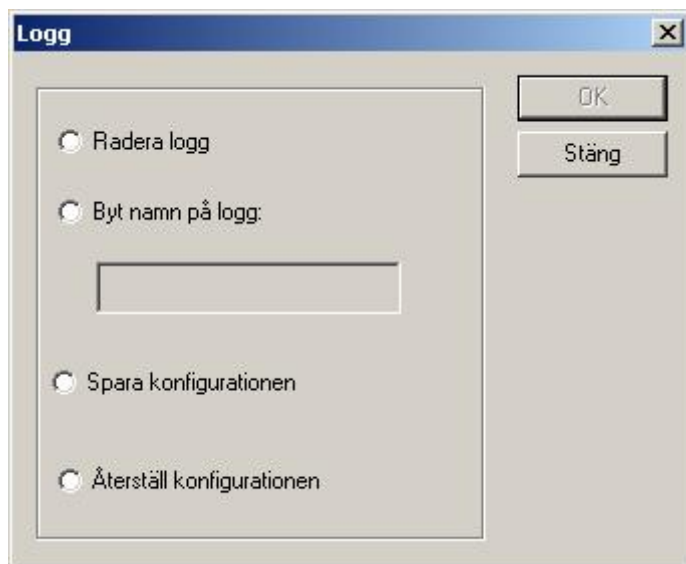 Logg
OK
Radera logg
Stäng
Byt namn på logg:
Spara konfigurationen
Återställ konfigurationen